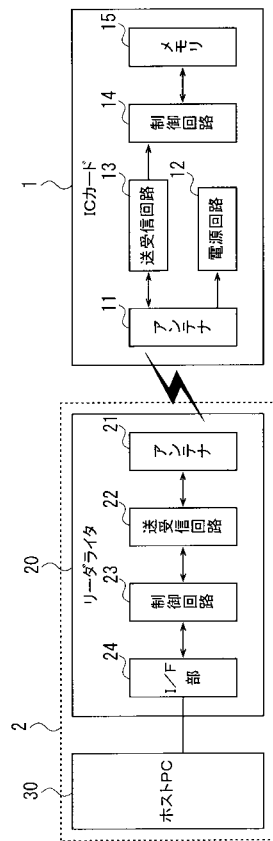 2
30
ホストPC
20
リーダライタ
24
I/F部
23
制御回路
22
送受信回路
21
アンテナ
1
ICカード
11
アンテナ
13
送受信回路
12
電源回路
14
制御回路
15
メモリ